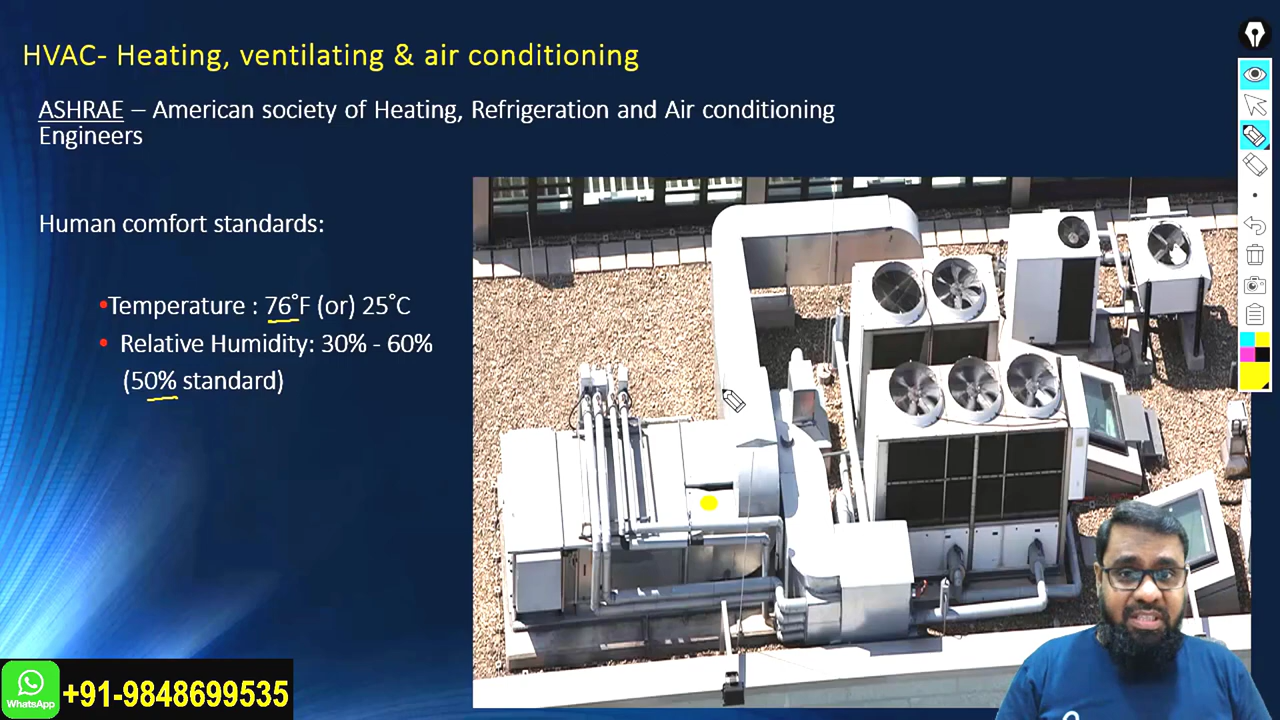 HVAC- Heating, ventilating & air conditioning
ASHRAE – American society of Heating, Refrigeration and Air conditioning
Engineers
Human comfort standards:
•Temperature : 76˚F (or) 25˚C
• Relative Humidity: 30% - 60%
(50% standard)
WhatsApp
+91-9848699535